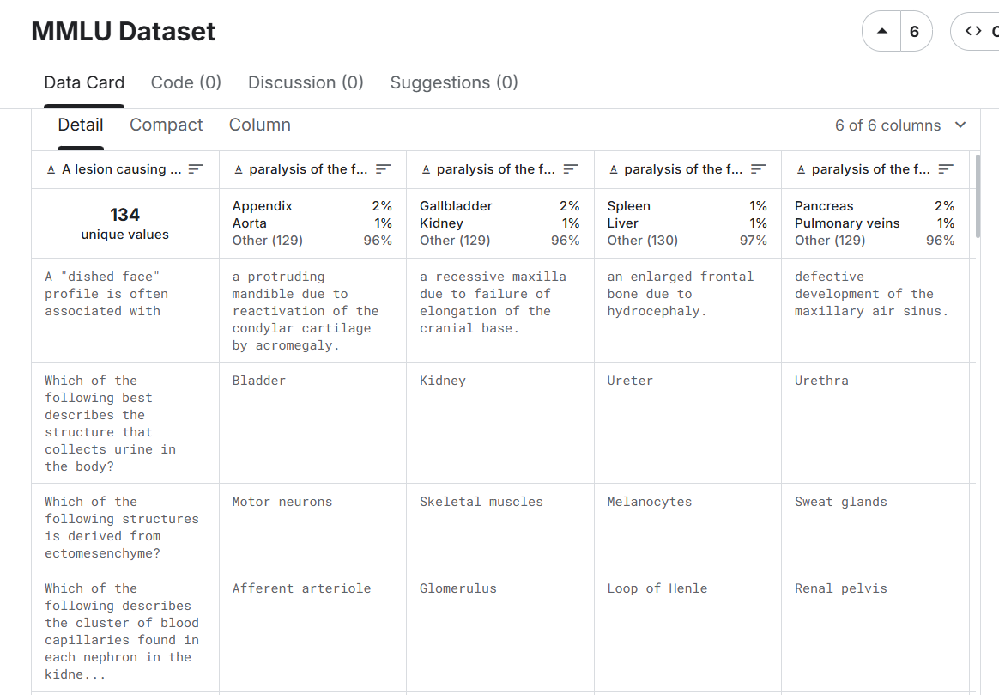 MMLU Dataset
6
Data Card
Code (0)
Discussion (0)
Suggestions (0)
Detail
Compact
Column
6 of 6 columns
A lesion causing ...
paralysis of the f...
paralysis of the f...
paralysis of the f...
paralysis of the f...
134
unique values
Appendix 2%
Aorta 1%
Other (129) 96%
Gallbladder 2%
Kidney 1%
Other (129) 96%
Spleen 1%
Liver 1%
Other (130) 97%
Pancreas 2%
Pulmonary veins 1%
Other (129) 96%
A "dished face"
profile is often
associated with
a protruding
mandible due to
reactivation of the
condylar cartilage
by acromegaly.
a recessive maxilla
due to failure of
elongation of the
cranial base.
an enlarged frontal
bone due to
hydrocephaly.
defective
development of the
maxillary air sinus.
Which of the
following best
describes the
structure that
collects urine in
the body?
Bladder
Kidney
Ureter
Urethra
Which of the
following structures
is derived from
ectomesenchyme?
Motor neurons
Skeletal muscles
Melanocytes
Sweat glands
Which of the
following describes
the cluster of blood
capillaries found in
each nephron in the
kidne...
Afferent arteriole
Glomerulus
Loop of Henle
Renal pelvis